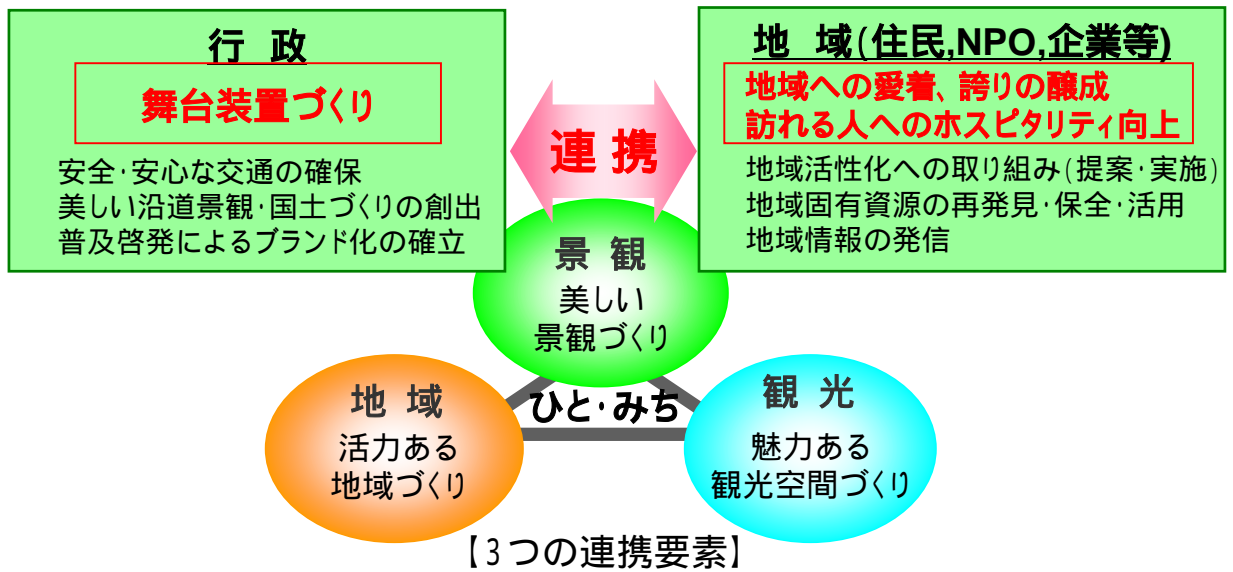 行 政
舞台装置づくり
安全･安心な交通の確保
美しい沿道景観･国土づくりの創出
普及啓発によるブランド化の確立
連 携
地 域(住民,NPO,企業等)
地域への愛着、誇りの醸成
訪れる人へのホスピタリティ向上
地域活性化への取り組み(提案･実施)
地域固有資源の再発見･保全･活用
地域情報の発信
景 観
美しい
景観づくり
ひと･みち
地 域
活力ある
地域づくり
観 光
魅力ある
観光空間づくり
【3つの連携要素】